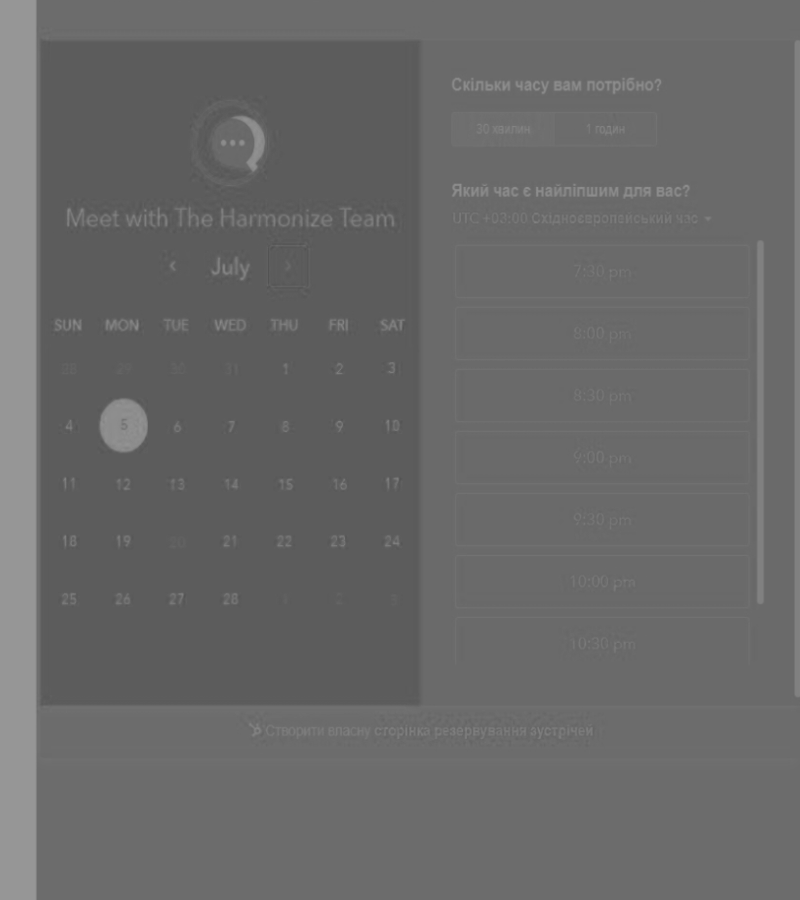 Meet with The Harmonize Team
July
SUN MON TUE WED THU FRI SAT
28 29 30 31 1 2 3
4 5 6 7 8 9 10
11 12 13 14 15 16 17
18 19 20 21 22 23 24
25 26 27 28 1 2 3
Скільки часу вам потрібно?
30 хвилин 1 годин
Який час є найліпшим для вас?
UTC +03:00 Східноєвропейський час
7:30 pm
8:00 pm
8:30 pm
9:00 pm
9:30 pm
10:00 pm
10:30 pm
Створити власну сторінка резервування зустрічей